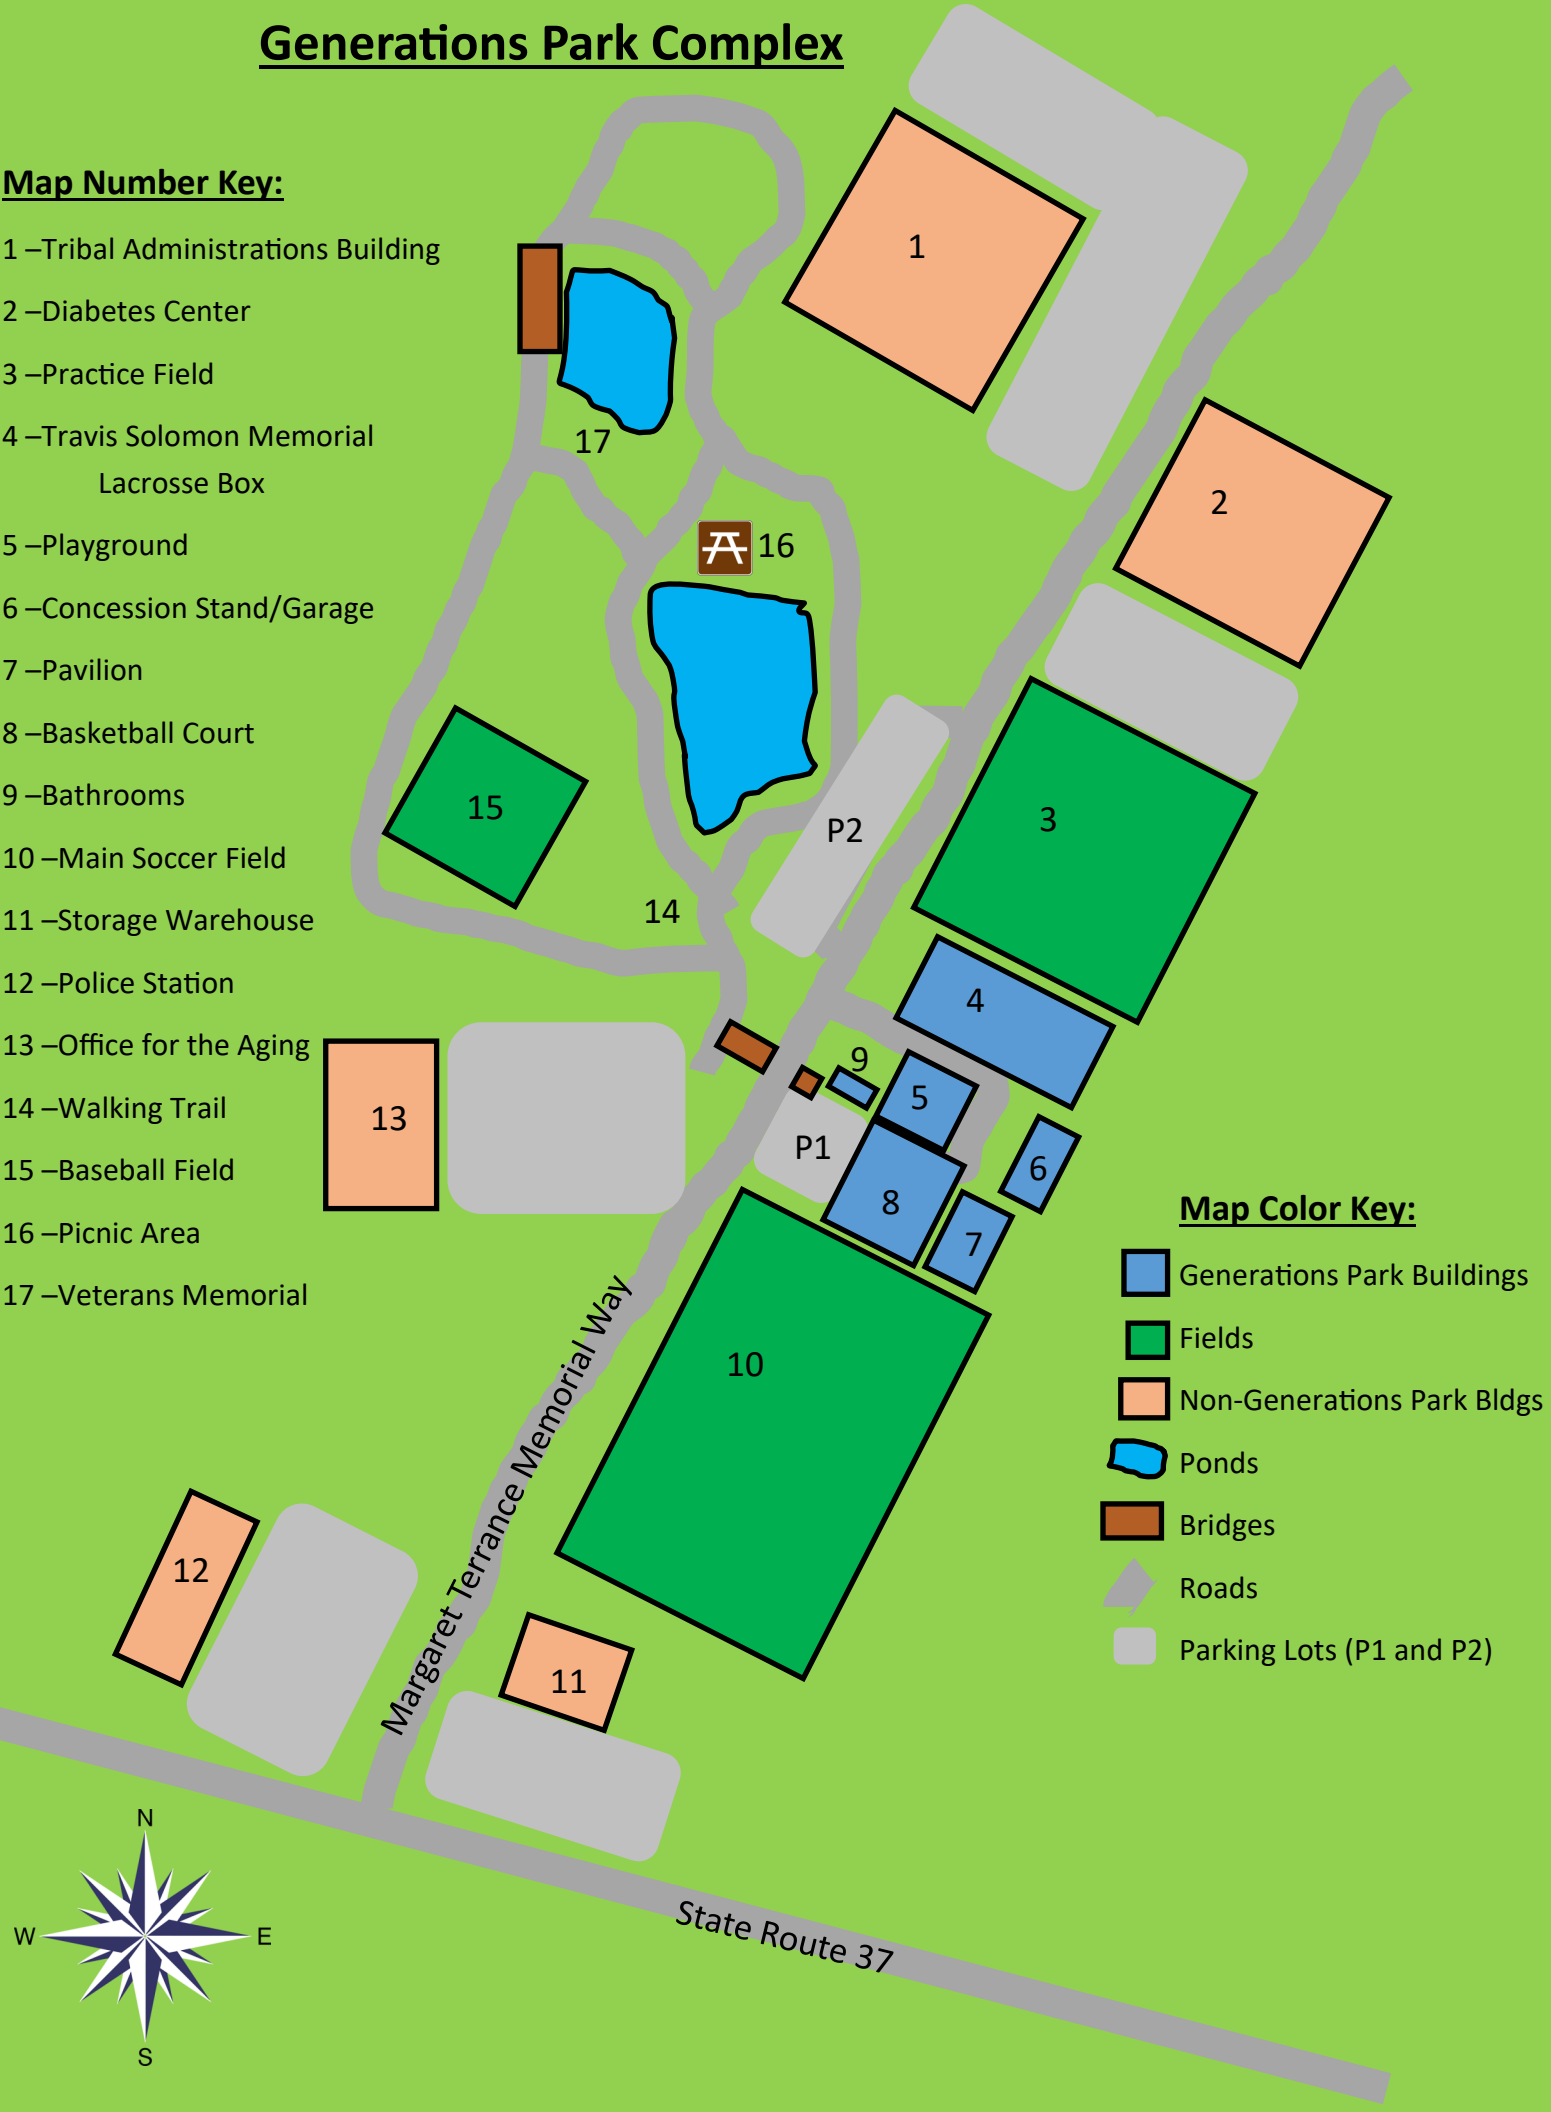 Generations Park Complex
Map Number Key:
1 –Tribal Administrations Building
2 –Diabetes Center
3 –Practice Field
4 –Travis Solomon Memorial
Lacrosse Box
5 –Playground
6 –Concession Stand/Garage
7 –Pavilion
8 –Basketball Court
9 –Bathrooms
10 –Main Soccer Field
11 –Storage Warehouse
12 –Police Station
13 –Office for the Aging
14 –Walking Trail
15 –Baseball Field
16 –Picnic Area
17 –Veterans Memorial
1
2
17
16
15
P2
3
14
4
9
5
13
P1
6
8
7
10
12
11
Margaret Terrance Memorial Way
State Route 37
Map Color Key:
Generations Park Buildings
Fields
Non-Generations Park Bldgs
Ponds
Bridges
Roads
Parking Lots (P1 and P2)
N
W
E
S